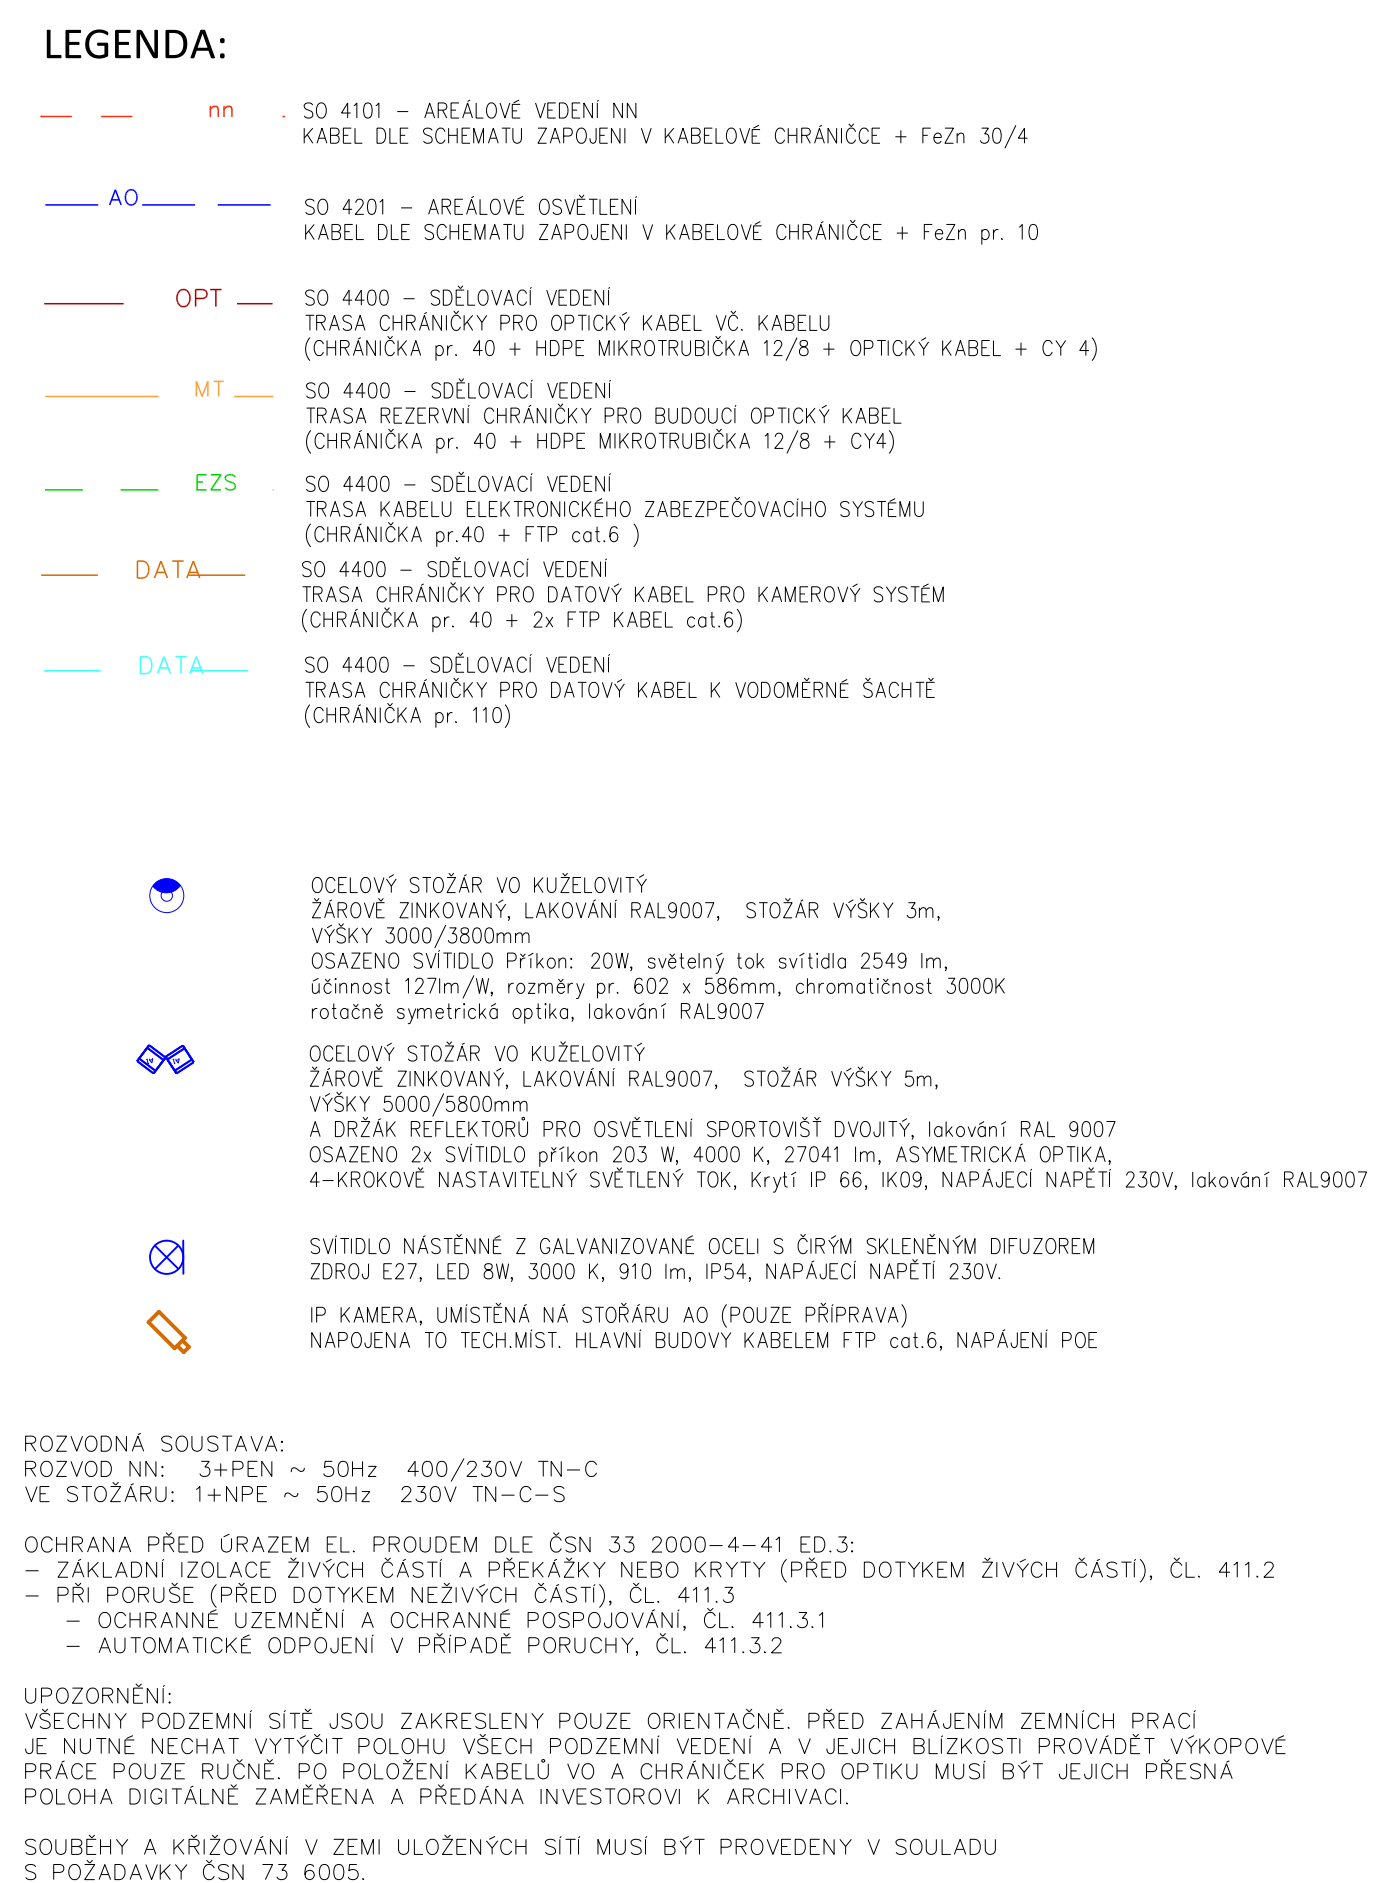 LEGENDA:
nn SO 4101 – AREÁLOVÉ VEDENÍ NN
KABEL DLE SCHEMATU ZAPOJENI V KABELOVÉ CHRÁNIČCE + FeZn 30/4
AO SO 4201 – AREÁLOVÉ OSVĚTLENÍ
KABEL DLE SCHEMATU ZAPOJENI V KABELOVÉ CHRÁNIČCE + FeZn pr. 10
OPT SO 4400 – SDĚLOVACÍ VEDENÍ
TRASA CHRÁNIČKY PRO OPTICKÝ KABEL VČ. KABELU
(CHRÁNIČKA pr. 40 + HDPE MIKROTRUBIČKA 12/8 + OPTICKÝ KABEL + CY 4)
MT SO 4400 – SDĚLOVACÍ VEDENÍ
TRASA REZERVNÍ CHRÁNIČKY PRO BUDOUCÍ OPTICKÝ KABEL
(CHRÁNIČKA pr. 40 + HDPE MIKROTRUBIČKA 12/8 + CY4)
EZS SO 4400 – SDĚLOVACÍ VEDENÍ
TRASA KABELU ELEKTRONICKÉHO ZABEZPEČOVACÍHO SYSTÉMU
(CHRÁNIČKA pr.40 + FTP cat.6 )
DATA SO 4400 – SDĚLOVACÍ VEDENÍ
TRASA CHRÁNIČKY PRO DATOVÝ KABEL PRO KAMEROVÝ SYSTÉM
(CHRÁNIČKA pr. 40 + 2x FTP KABEL cat.6)
DATA SO 4400 – SDĚLOVACÍ VEDENÍ
TRASA CHRÁNIČKY PRO DATOVÝ KABEL K VODOMĚRNÉ ŠACHTĚ
(CHRÁNIČKA pr. 110)
OCELOVÝ STOŽÁR VO KUŽELOVITÝ
ŽÁROVĚ ZINKOVANÝ, LAKOVÁNÍ RAL9007, STOŽÁR VÝŠKY 3m,
VÝŠKY 3000/3800mm
OSAZENO SVÍTIDLO Příkon: 20W, světelný tok svítidla 2549 lm,
účinnost 127lm/W, rozměry pr. 602 x 586mm, chromatičnost 3000K
rotačně symetrická optika, lakování RAL9007
OCELOVÝ STOŽÁR VO KUŽELOVITÝ
ŽÁROVĚ ZINKOVANÝ, LAKOVÁNÍ RAL9007, STOŽÁR VÝŠKY 5m,
VÝŠKY 5000/5800mm
A DRŽÁK REFLEKTORŮ PRO OSVĚTLENÍ SPORTOVIŠŤ DVOJITÝ, lakování RAL 9007
OSAZENO 2x SVÍTIDLO příkon 203 W, 4000 K, 27041 lm, ASYMETRICKÁ OPTIKA,
4–KROKOVĚ NASTAVITELNÝ SVĚTLENÝ TOK, Krytí IP 66, IK09, NAPÁJECÍ NAPĚTÍ 230V, lakování RAL9007
SVÍTIDLO NÁSTĚNNÉ Z GALVANIZOVANÉ OCELI S ČIRÝM SKLENĚNÝM DIFUZOREM
ZDROJ E27, LED 8W, 3000 K, 910 lm, IP54, NAPÁJECÍ NAPĚTÍ 230V.
IP KAMERA, UMÍSTĚNÁ NÁ STOŘÁRU AO (POUZE PŘÍPRAVA)
NAPOJENA TO TECH.MÍST. HLAVNÍ BUDOVY KABELEM FTP cat.6, NAPÁJENÍ POE
ROZVODNÁ SOUSTAVA:
ROZVOD NN: 3+PEN ~ 50Hz 400/230V TN–C
VE STOŽÁRU: 1+NPE ~ 50Hz 230V TN–C–S
OCHRANA PŘED ÚRAZEM EL. PROUDEM DLE ČSN 33 2000–4–41 ED.3:
– ZÁKLADNÍ IZOLACE ŽIVÝCH ČÁSTÍ A PŘEKÁŽKY NEBO KRYTY (PŘED DOTYKEM ŽIVÝCH ČÁSTÍ), ČL. 411.2
– PŘI PORUŠE (PŘED DOTYKEM NEŽIVÝCH ČÁSTÍ), ČL. 411.3
– OCHRANNÉ UZEMNĚNÍ A OCHRANNÉ POSPOJOVÁNÍ, ČL. 411.3.1
– AUTOMATICKÉ ODPOJENÍ V PŘÍPADĚ PORUCHY, ČL. 411.3.2
UPOZORNĚNÍ:
VŠECHNY PODZEMNÍ SÍTĚ JSOU ZAKRESLENY POUZE ORIENTAČNĚ. PŘED ZAHÁJENÍM ZEMNÍCH PRACÍ
JE NUTNÉ NECHAT VYTÝČIT POLOHU VŠECH PODZEMNÍ VEDENÍ A V JEJICH BLÍZKOSTI PROVÁDĚT VÝKOPOVÉ
PRÁCE POUZE RUČNĚ. PO POLOŽENÍ KABELŮ VO A CHRÁNIČEK PRO OPTIKU MUSÍ BÝT JEJICH PŘESNÁ
POLOHA DIGITÁLNĚ ZAMĚŘENA A PŘEDÁNA INVESTOROVI K ARCHIVACI.
SOUBĚHY A KŘIŽOVÁNÍ V ZEMI ULOŽENÝCH SÍTÍ MUSÍ BÝT PROVEDENY V SOULADU
S POŽADAVKY ČSN 73 6005.